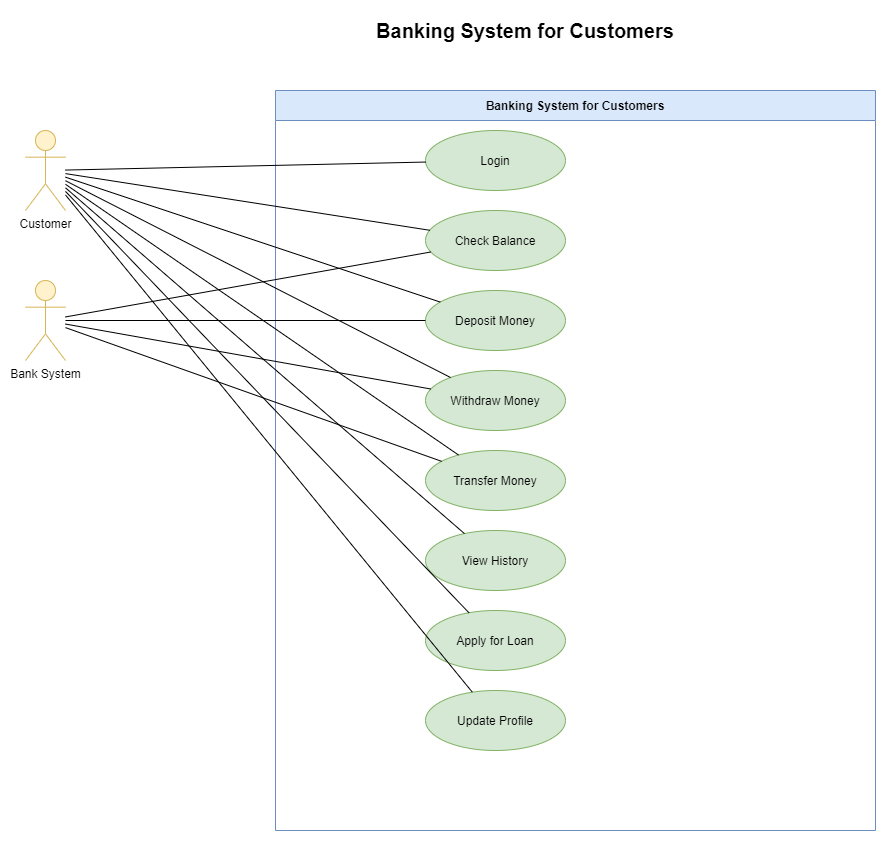 Banking System for Customers
Banking System for Customers
Login
Customer
Check Balance
Deposit Money
Bank System
Withdraw Money
Transfer Money
View History
Apply for Loan
Update Profile